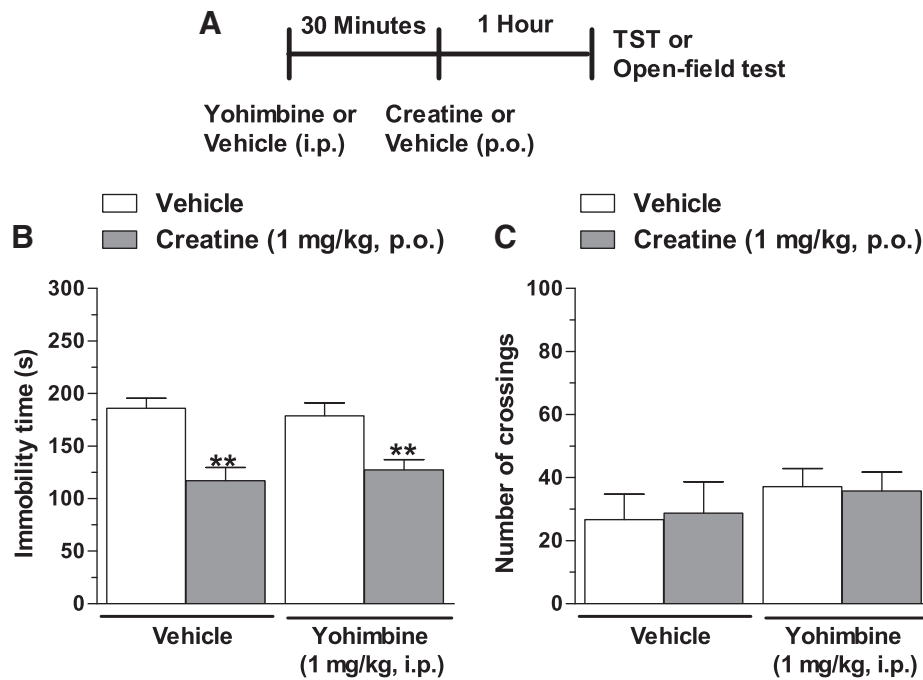 A
30 Minutes
1 Hour
TST or
Open-field test
Yohimbine or
Vehicle (i.p.)
Creatine or
Vehicle (p.o.)
B
Vehicle
Creatine (1 mg/kg, p.o.)
300
250
200
150
100
50
0
Immobility time (s)
**
**
Vehicle
Yohimbine
(1 mg/kg, i.p.)
C
Vehicle
Creatine (1 mg/kg, p.o.)
100
80
60
40
20
0
Number of crossings
Vehicle
Yohimbine
(1 mg/kg, i.p.)